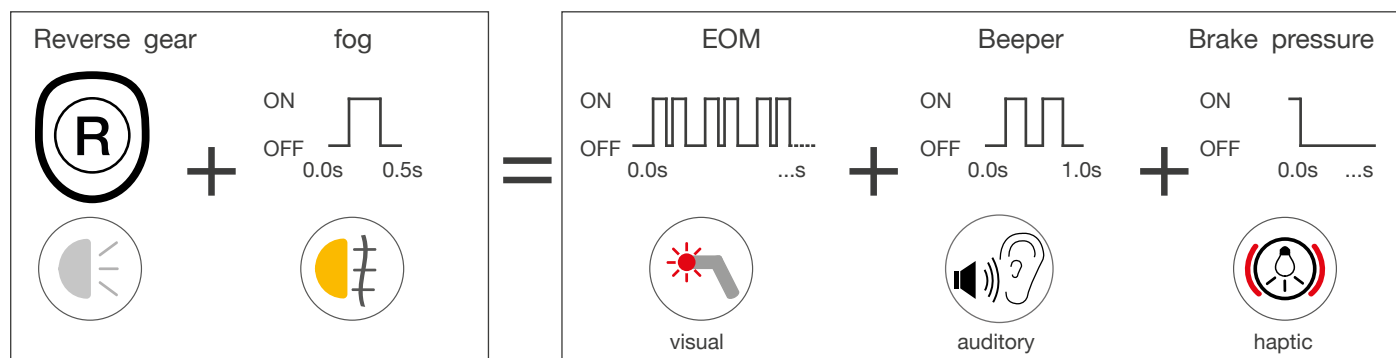 Reverse gear
fog
EOM
Beeper
Brake pressure
R
ON
OFF
0.0s 0.5s
ON
OFF
0.0s ...s
ON
OFF
0.0s 1.0s
ON
OFF
0.0s ...s
visual
auditory
haptic